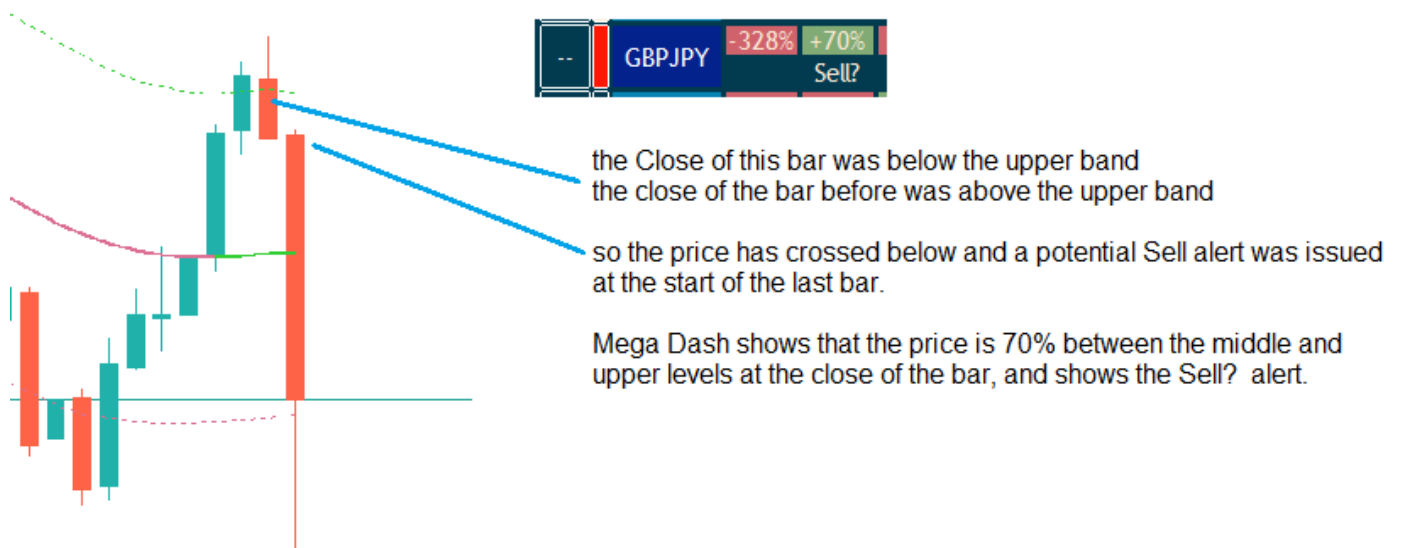 -- GBPJPY -328% +70%
Sell?
the Close of this bar was below the upper band
the close of the bar before was above the upper band
so the price has crossed below and a potential Sell alert was issued
at the start of the last bar.
Mega Dash shows that the price is 70% between the middle and
upper levels at the close of the bar, and shows the Sell?  alert.